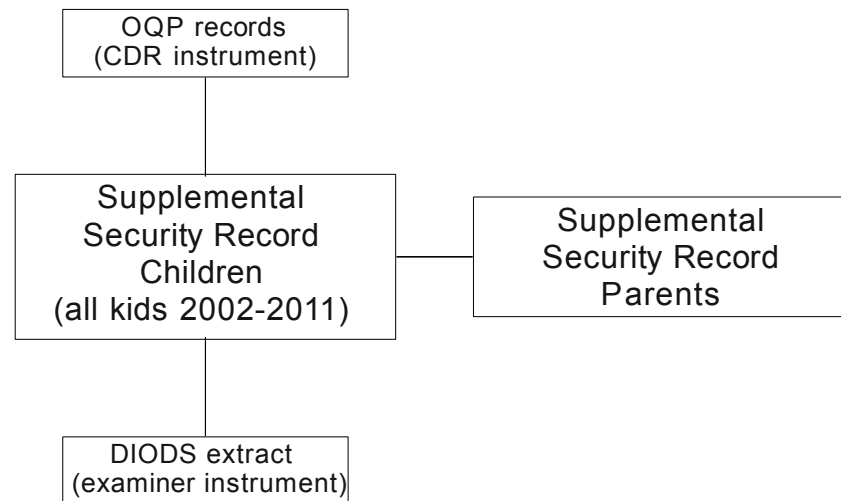 OQP records
(CDR instrument)
Supplemental
Security Record
Children
(all kids 2002-2011)
Supplemental
Security Record
Parents
DIODS extract
(examiner instrument)